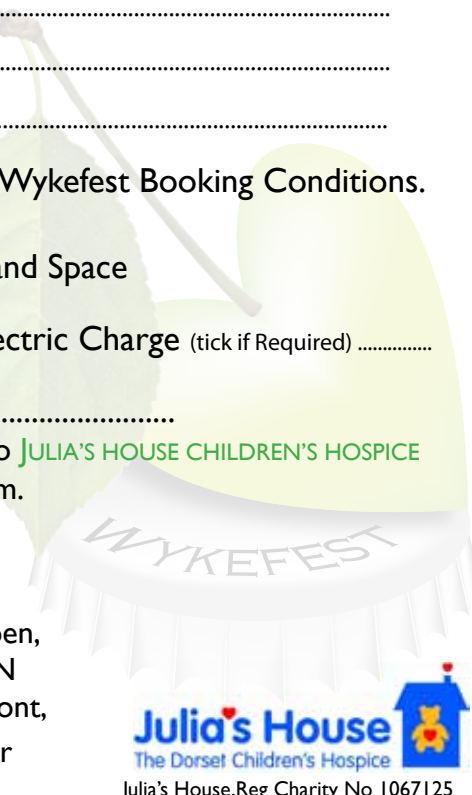 ..............................................................................
..............................................................................
..............................................................................
Wykefest Booking Conditions.
and Space
ectric Charge (tick if Required) ...............
........................
o JULIA'S HOUSE CHILDREN'S HOSPICE
m.
WYKEFEST
pen,
N
ont,
r
Julia's House
The Dorset Children's Hospice
Julia's House,Reg Charity No 1067125